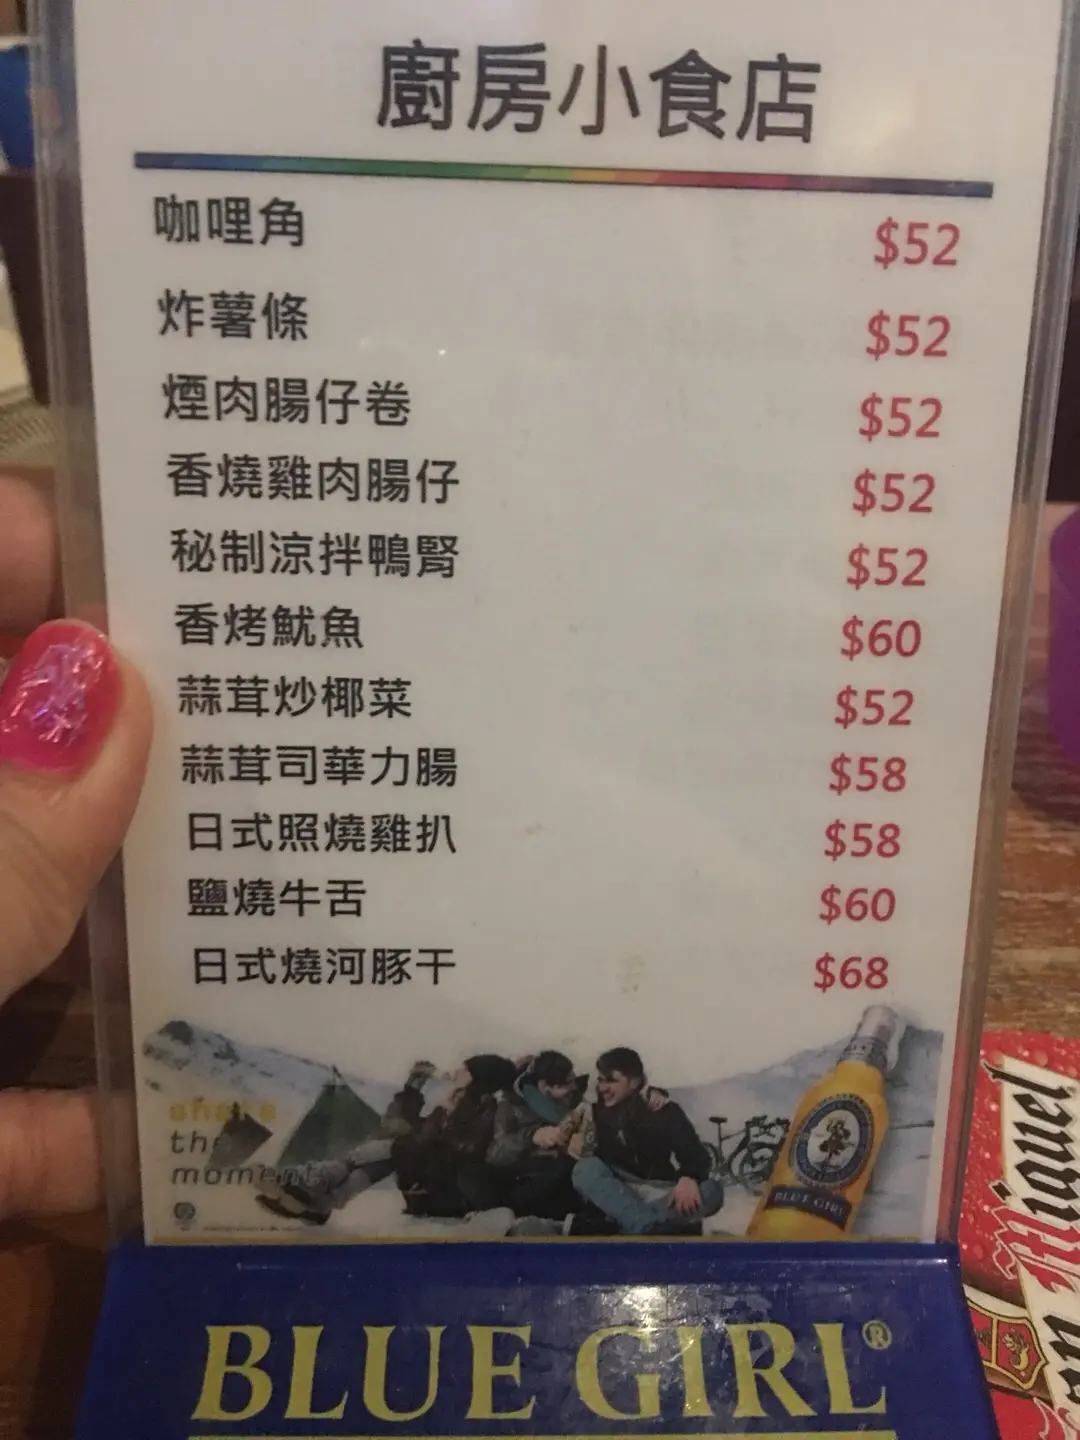 廚房小食店
咖哩角 $52
炸薯條 $52
煙肉腸仔卷 $52
香燒雞肉腸仔 $52
秘制涼拌鴨腎 $52
香烤魷魚 $60
蒜茸炒椰菜 $52
蒜茸司華力腸 $58
日式照燒雞扒 $58
鹽燒牛舌 $60
日式燒河豚干 $68
share
the
moment
BLUE GIRL
BLUE GIRL®
Miguel